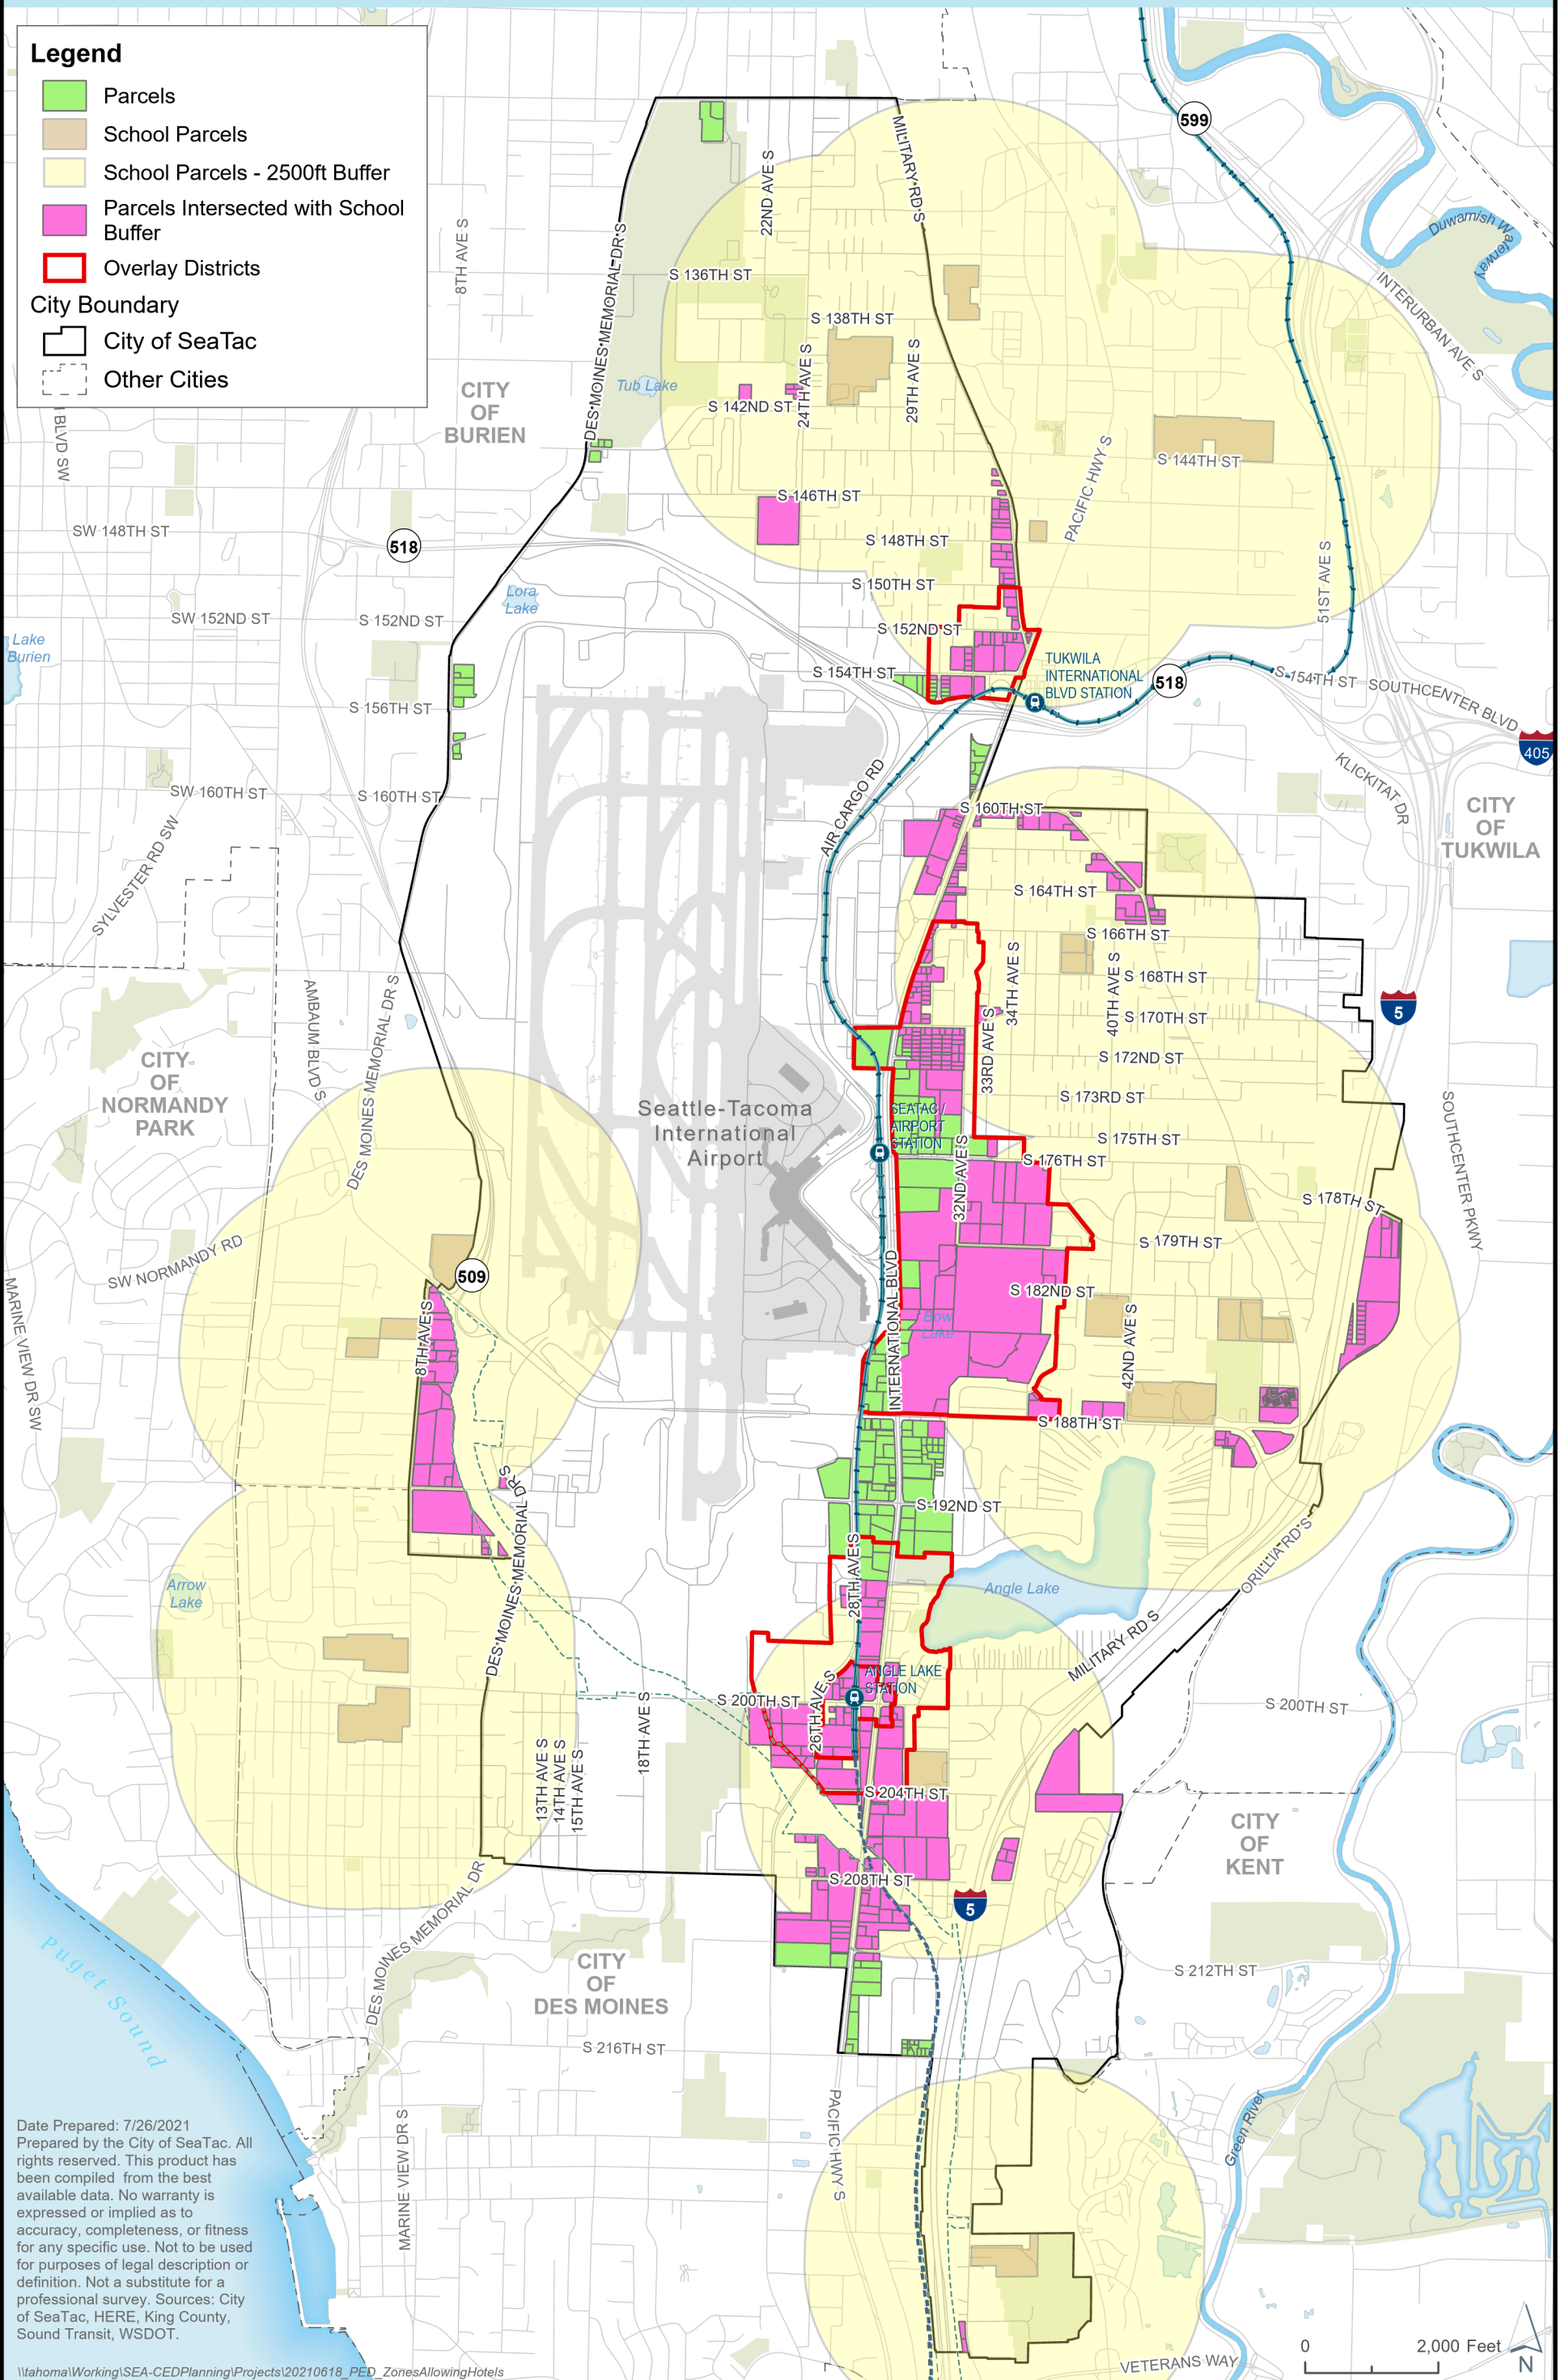 Legend
Parcels
School Parcels
School Parcels - 2500ft Buffer
Parcels Intersected with School
Buffer
Overlay Districts
City Boundary
City of SeaTac
Other Cities
599
MILITARY RD S
22ND AVE S
8TH AVE S
DES MOINES MEMORIAL DR S
S 136TH ST
Duwamish Waterway
INTERURBAN AVE S
S 138TH ST
24TH AVE S
29TH AVE S
Tub Lake
CITY
OF
BURIEN
S 142ND ST
BLVD SW
PACIFIC HWY S
S 144TH ST
S 146TH ST
SW 148TH ST
518
S 148TH ST
51ST AVE S
S 150TH ST
Lora
Lake
SW 152ND ST
S 152ND ST
S 152ND ST
Lake
Burien
S 154TH ST
TUKWILA
INTERNATIONAL
BLVD STATION
518
S 154TH ST
SOUTHCENTER BLVD
S 156TH ST
405
KLICKITAT DR
AIR CARGO RD
SW 160TH ST
S 160TH ST
S 160TH ST
CITY
OF
TUKWILA
SYLVESTER RD SW
S 164TH ST
S 166TH ST
34TH AVE S
40TH AVE S
S 168TH ST
AMBAUM BLVD S
DES MOINES MEMORIAL DR S
5
S 170TH ST
33RD AVE S
S 172ND ST
CITY
OF
NORMANDY
PARK
S 173RD ST
SOUTHCENTER PKWY
Seattle-Tacoma
International
Airport
SEATAC /
AIRPORT
STATION
S 175TH ST
32ND AVE S
S 176TH ST
S 178TH ST
S 179TH ST
SW NORMANDY RD
509
INTERNATIONAL BLVD
S 182ND ST
MARINE VIEW DR SW
8TH AVE S
Bow
Lake
42ND AVE S
S 188TH ST
DES MOINES MEMORIAL DR S
S 192ND ST
28TH AVE S
ORILLIA RD S
Arrow
Lake
Angle Lake
MILITARY RD S
ANGLE LAKE
STATION
26TH AVE S
S 200TH ST
S 200TH ST
18TH AVE S
13TH AVE S
14TH AVE S
15TH AVE S
S 204TH ST
CITY
OF
KENT
S 208TH ST
5
DES MOINES MEMORIAL DR
Puget Sound
CITY
OF
DES MOINES
S 212TH ST
S 216TH ST
MARINE VIEW DR S
PACIFIC HWY S
Green River
Date Prepared: 7/26/2021
Prepared by the City of SeaTac. All
rights reserved. This product has
been compiled from the best
available data. No warranty is
expressed or implied as to
accuracy, completeness, or fitness
for any specific use. Not to be used
for purposes of legal description or
definition. Not a substitute for a
professional survey. Sources: City
of SeaTac, HERE, King County,
Sound Transit, WSDOT.
0
2,000 Feet
N
VETERANS WAY
\\tahoma\Working\SEA-CEDPlanning\Projects\20210618_PED_ZonesAllowingHotels